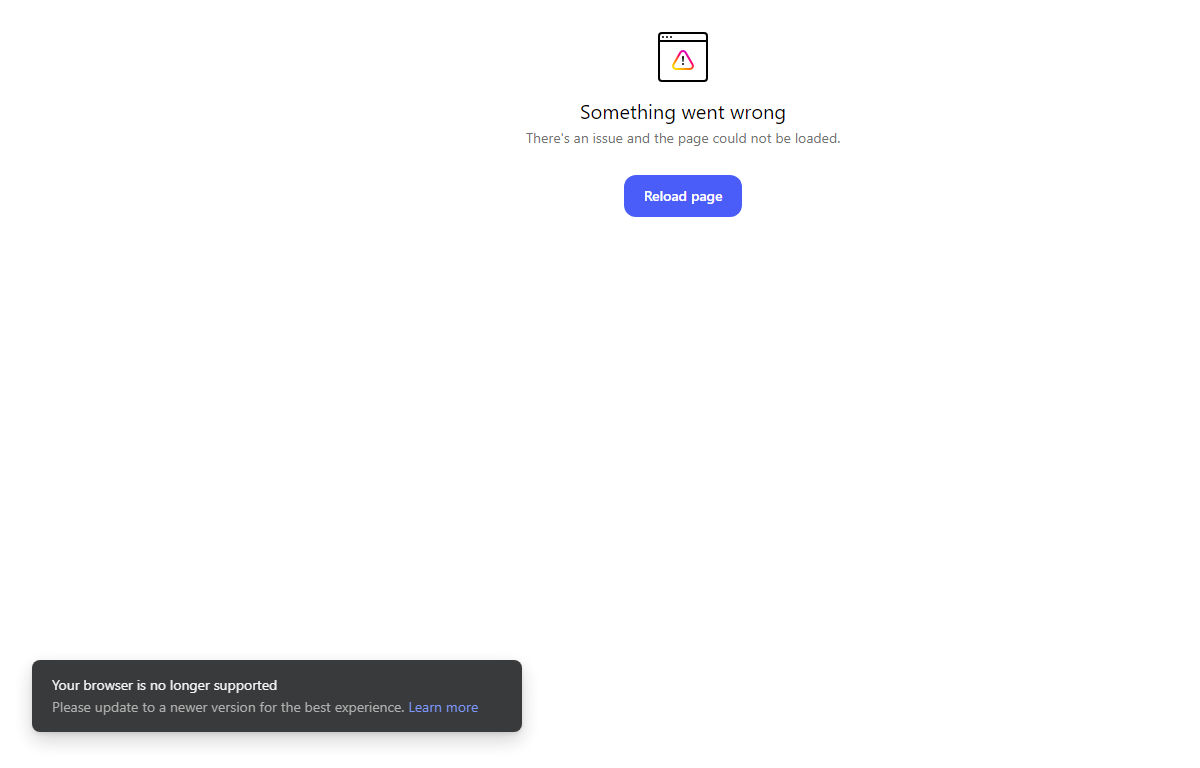 Something went wrong
There's an issue and the page could not be loaded.
Reload page
Your browser is no longer supported
Please update to a newer version for the best experience. Learn more